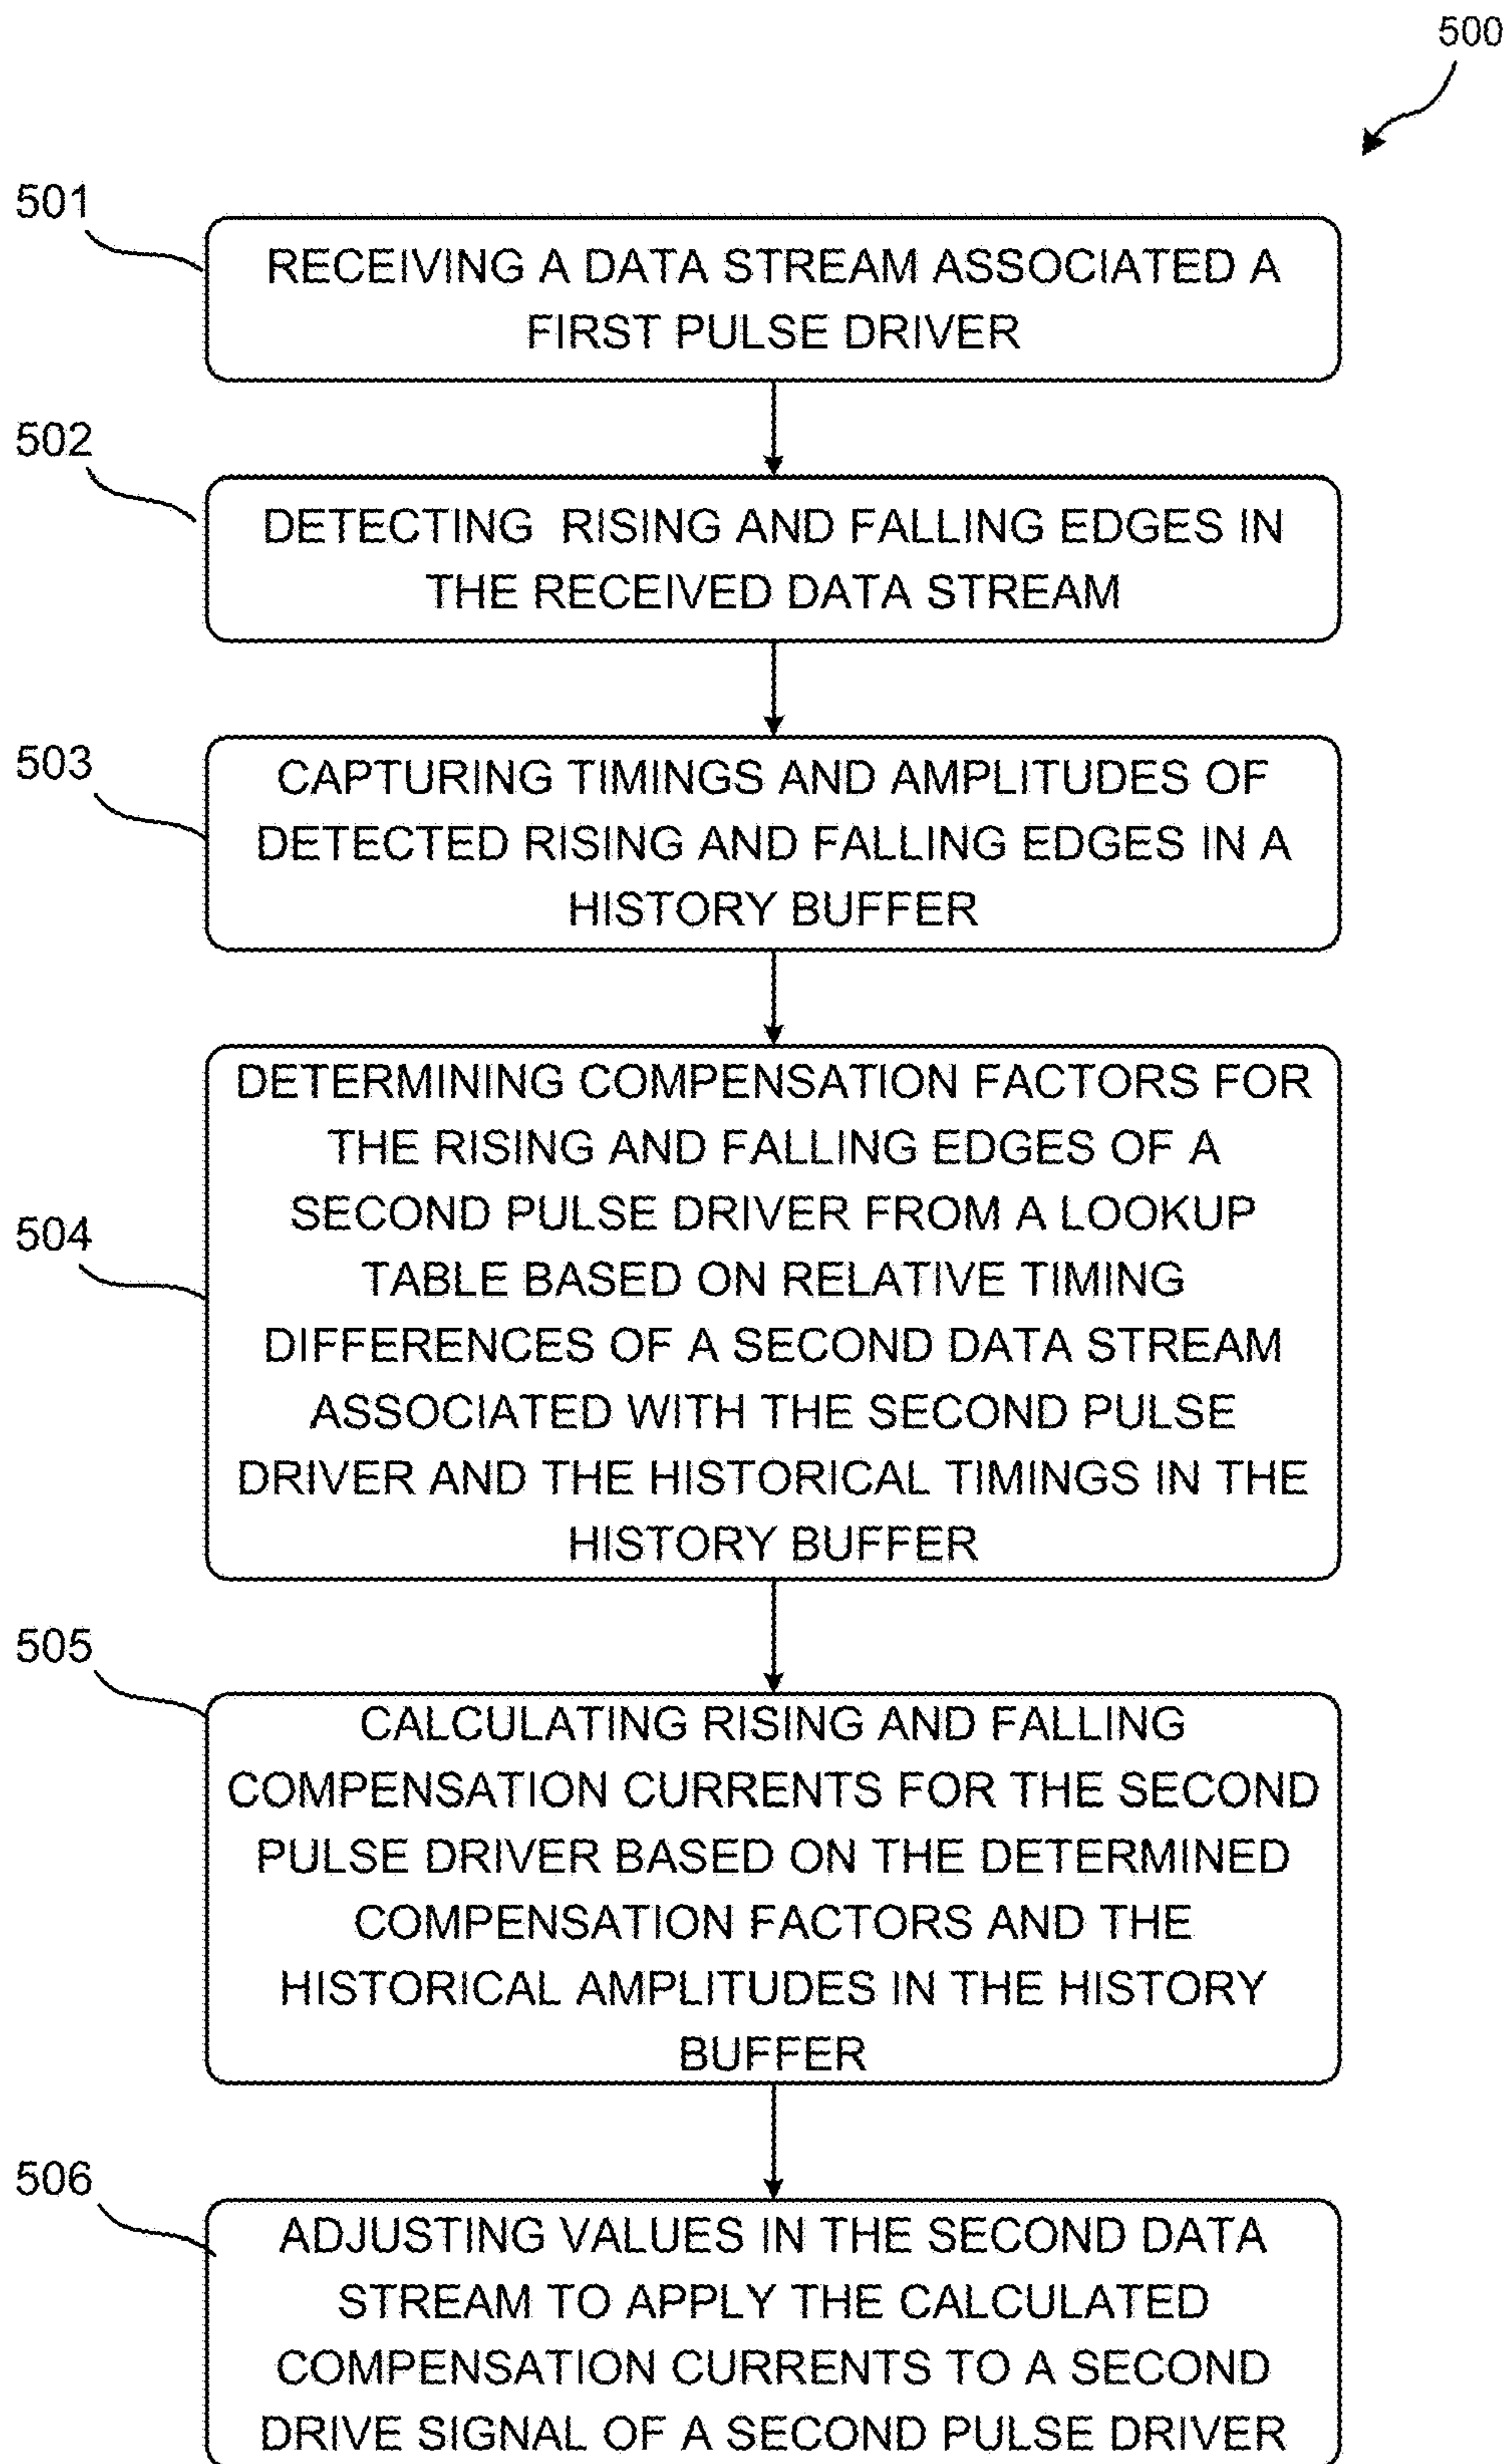 500
501
RECEIVING A DATA STREAM ASSOCIATED A
FIRST PULSE DRIVER
502
DETECTING RISING AND FALLING EDGES IN
THE RECEIVED DATA STREAM
503
CAPTURING TIMINGS AND AMPLITUDES OF
DETECTED RISING AND FALLING EDGES IN A
HISTORY BUFFER
504
DETERMINING COMPENSATION FACTORS FOR
THE RISING AND FALLING EDGES OF A
SECOND PULSE DRIVER FROM A LOOKUP
TABLE BASED ON RELATIVE TIMING
DIFFERENCES OF A SECOND DATA STREAM
ASSOCIATED WITH THE SECOND PULSE
DRIVER AND THE HISTORICAL TIMINGS IN THE
HISTORY BUFFER
505
CALCULATING RISING AND FALLING
COMPENSATION CURRENTS FOR THE SECOND
PULSE DRIVER BASED ON THE DETERMINED
COMPENSATION FACTORS AND THE
HISTORICAL AMPLITUDES IN THE HISTORY
BUFFER
506
ADJUSTING VALUES IN THE SECOND DATA
STREAM TO APPLY THE CALCULATED
COMPENSATION CURRENTS TO A SECOND
DRIVE SIGNAL OF A SECOND PULSE DRIVER